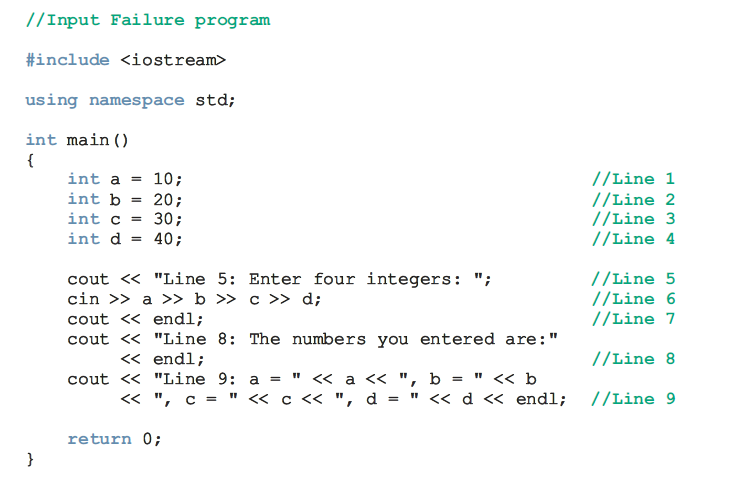 //Input Failure program
#include <iostream>
using namespace std;
int main()
{
int a = 10; //Line 1
int b = 20; //Line 2
int c = 30; //Line 3
int d = 40; //Line 4
cout << "Line 5: Enter four integers: "; //Line 5
cin >> a >> b >> c >> d; //Line 6
cout << endl; //Line 7
cout << "Line 8: The numbers you entered are:"
<< endl; //Line 8
cout << "Line 9: a = " << a << ", b = " << b
<< ", c = " << c << ", d = " << d << endl; //Line 9
return 0;
}